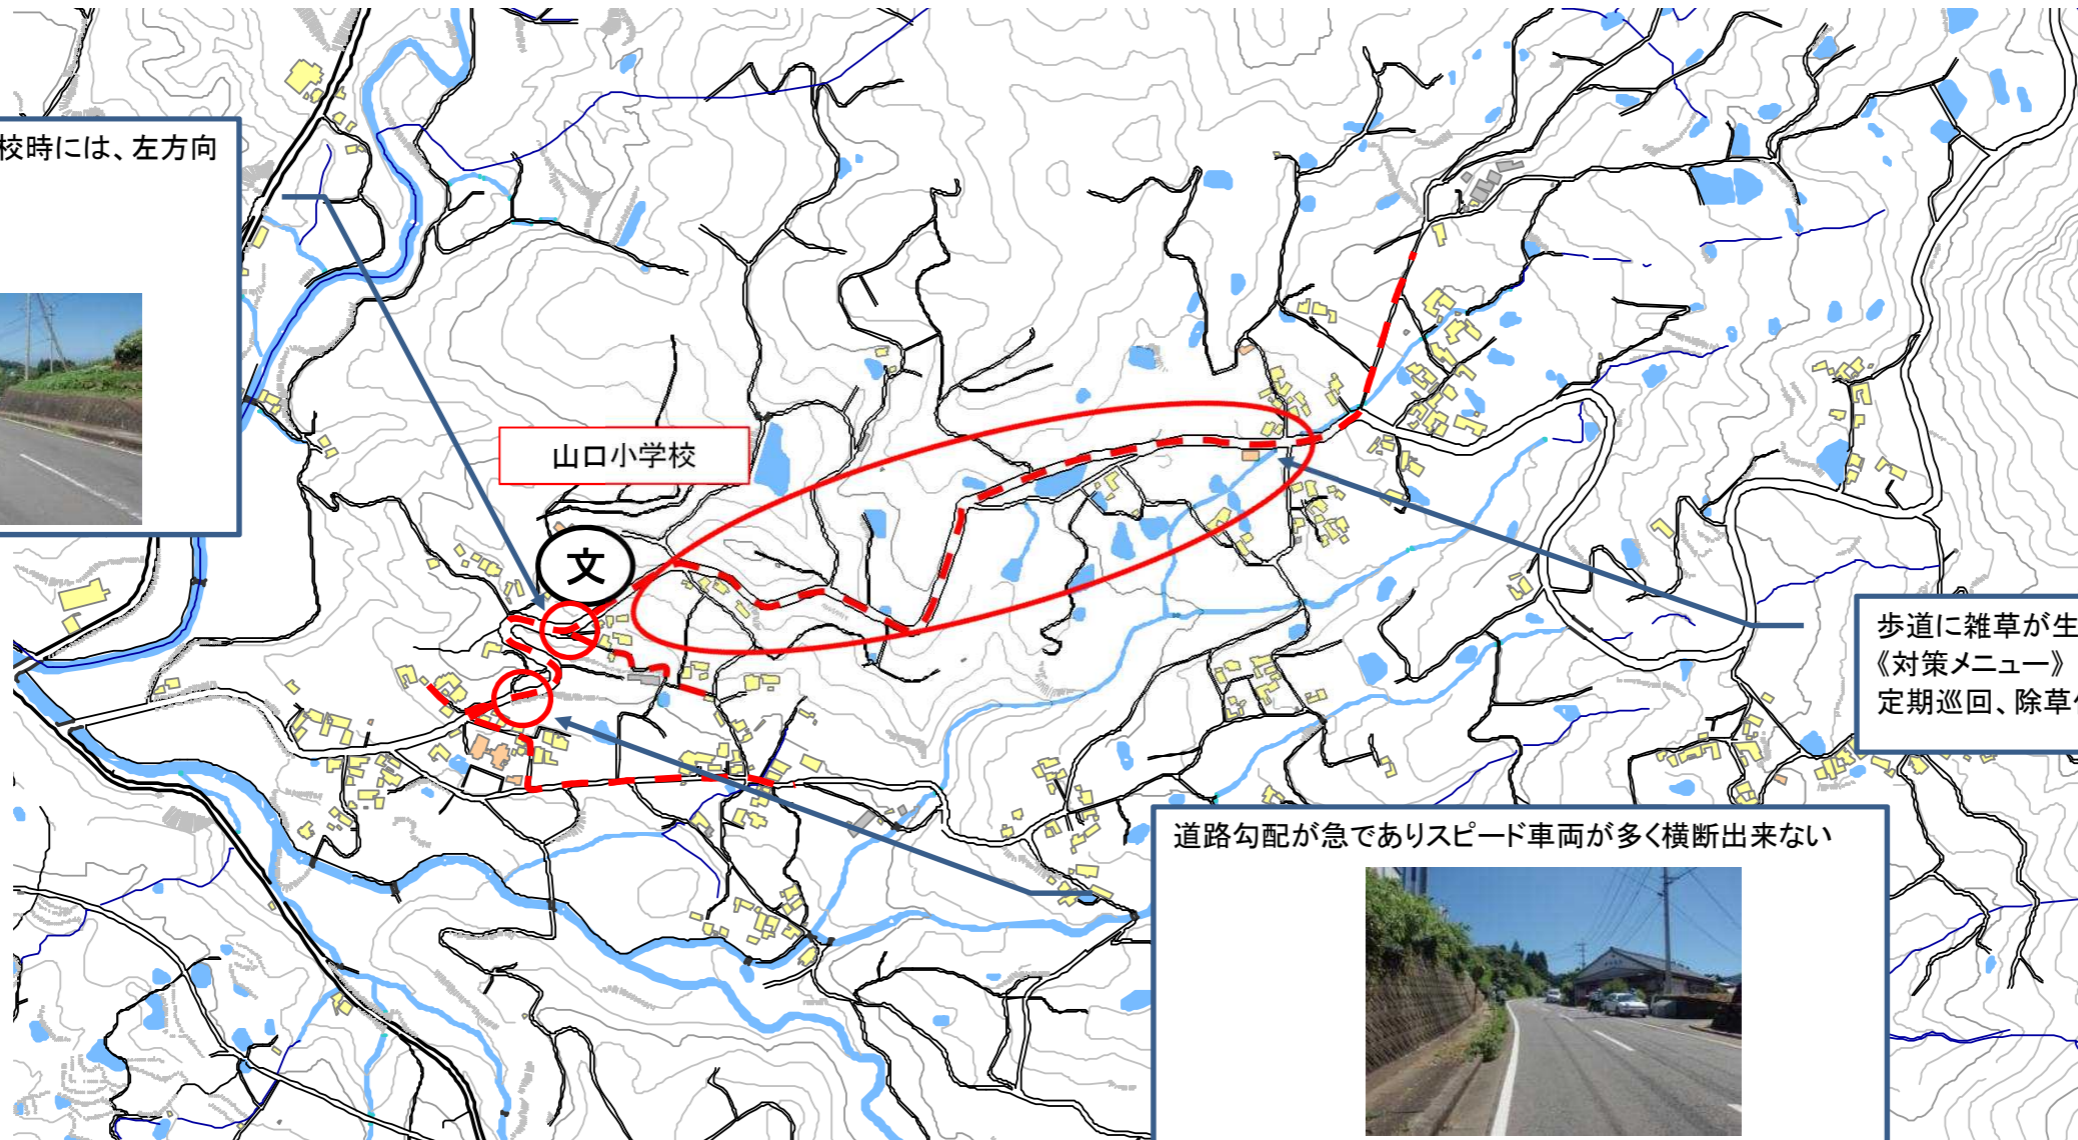 校時には、左方向
山口小学校
文
歩道に雑草が生
《対策メニュー》
定期巡回、除草
道路勾配が急でありスピード車両が多く横断出来ない